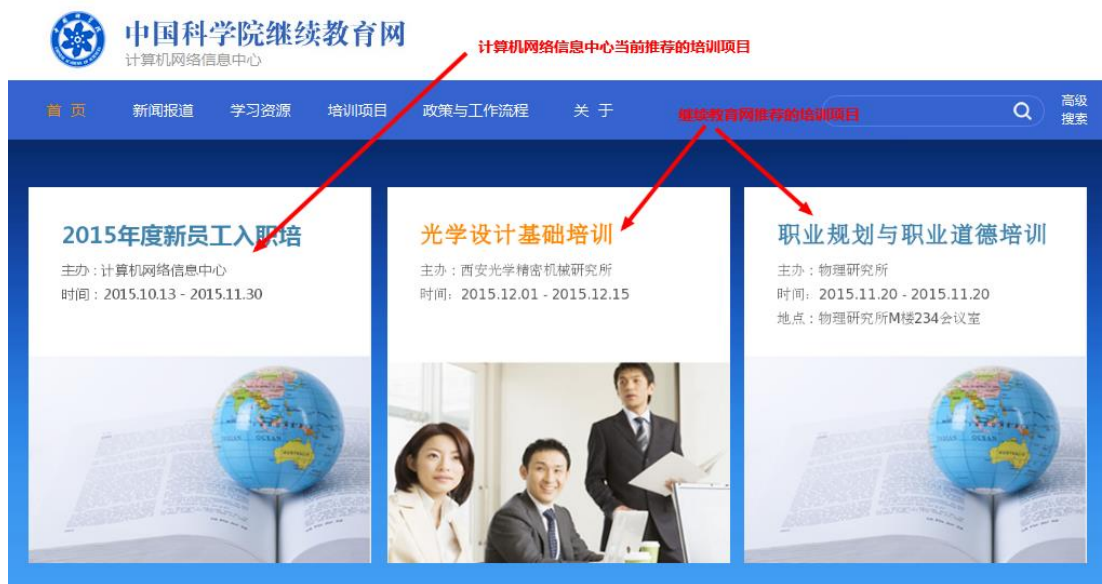 中国科学院继续教育网
计算机网络信息中心
计算机网络信息中心当前推荐的培训项目
首 页
新闻报道
学习资源
培训项目
政策与工作流程
关 于
继续教育网推荐的培训项目
高级
搜索
2015年度新员工入职培
主办：计算机网络信息中心
时间：2015.10.13 - 2015.11.30
光学设计基础培训
主办：西安光学精密机械研究所
时间：2015.12.01 - 2015.12.15
职业规划与职业道德培训
主办：物理研究所
时间：2015.11.20 - 2015.11.20
地点：物理研究所M楼234会议室